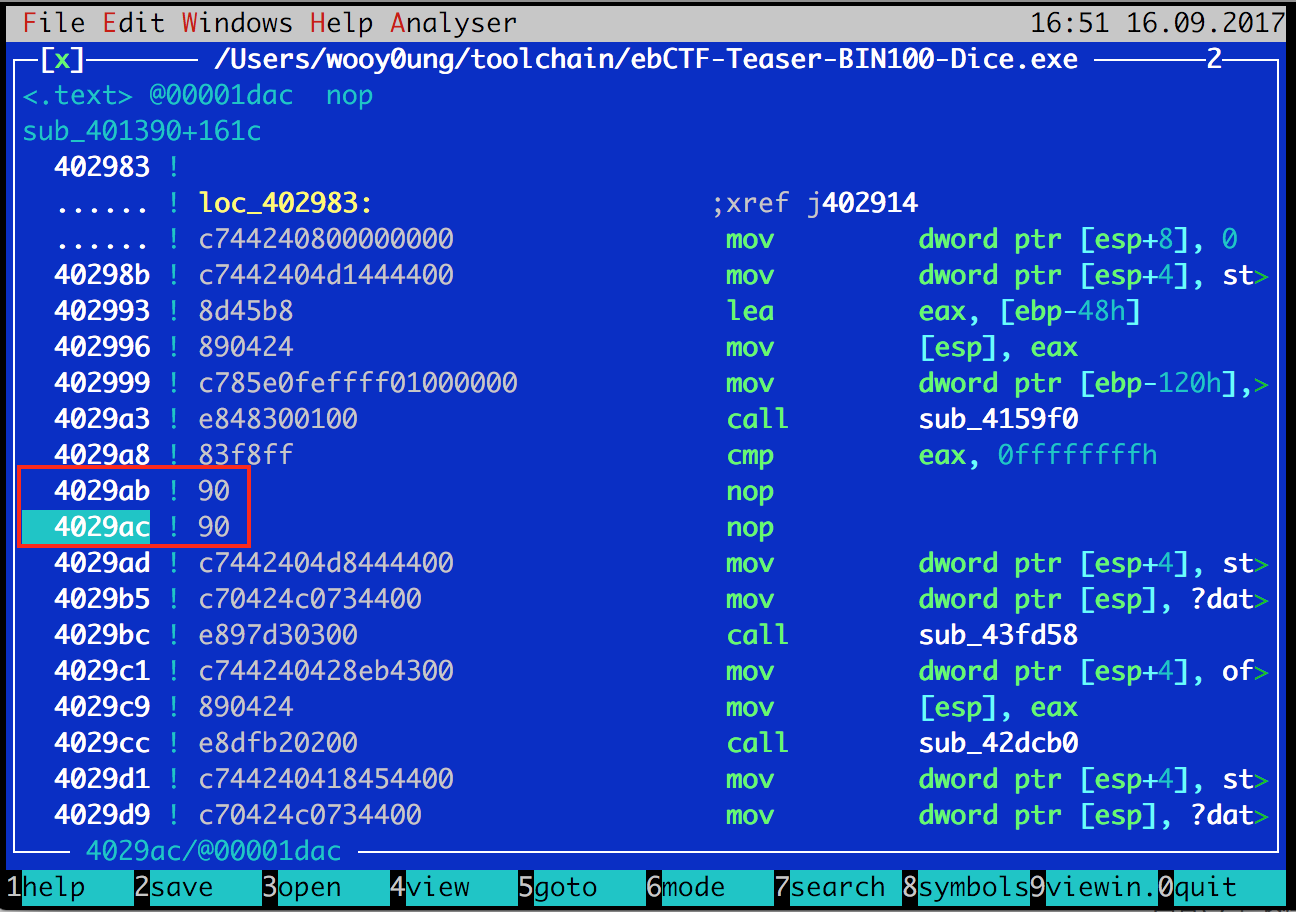 File Edit Windows Help Analyser 16:51 16.09.2017
[x] /Users/wooy0ung/toolchain/ebCTF-Teaser-BIN100-Dice.exe 2
<.text> @00001dac nop
sub_401390+161c
402983 !
...... ! loc_402983: ;xref j402914
...... ! c744240800000000 mov dword ptr [esp+8], 0
40298b ! c7442404d1444400 mov dword ptr [esp+4], st>
402993 ! 8d45b8 lea eax, [ebp-48h]
402996 ! 890424 mov [esp], eax
402999 ! c785e0feffff01000000 mov dword ptr [ebp-120h],>
4029a3 ! e848300100 call sub_4159f0
4029a8 ! 83f8ff cmp eax, 0ffffffffh
4029ab ! 90 nop
4029ac ! 90 nop
4029ad ! c7442404d8444400 mov dword ptr [esp+4], st>
4029b5 ! c70424c0734400 mov dword ptr [esp], ?dat>
4029bc ! e897d30300 call sub_43fd58
4029c1 ! c744240428eb4300 mov dword ptr [esp+4], of>
4029c9 ! 890424 mov [esp], eax
4029cc ! e8dfb20200 call sub_42dcb0
4029d1 ! c744240418454400 mov dword ptr [esp+4], st>
4029d9 ! c70424c0734400 mov dword ptr [esp], ?dat>
4029ac/@00001dac
1help 2save 3open 4view 5goto 6mode 7search 8symbols9viewin.0quit